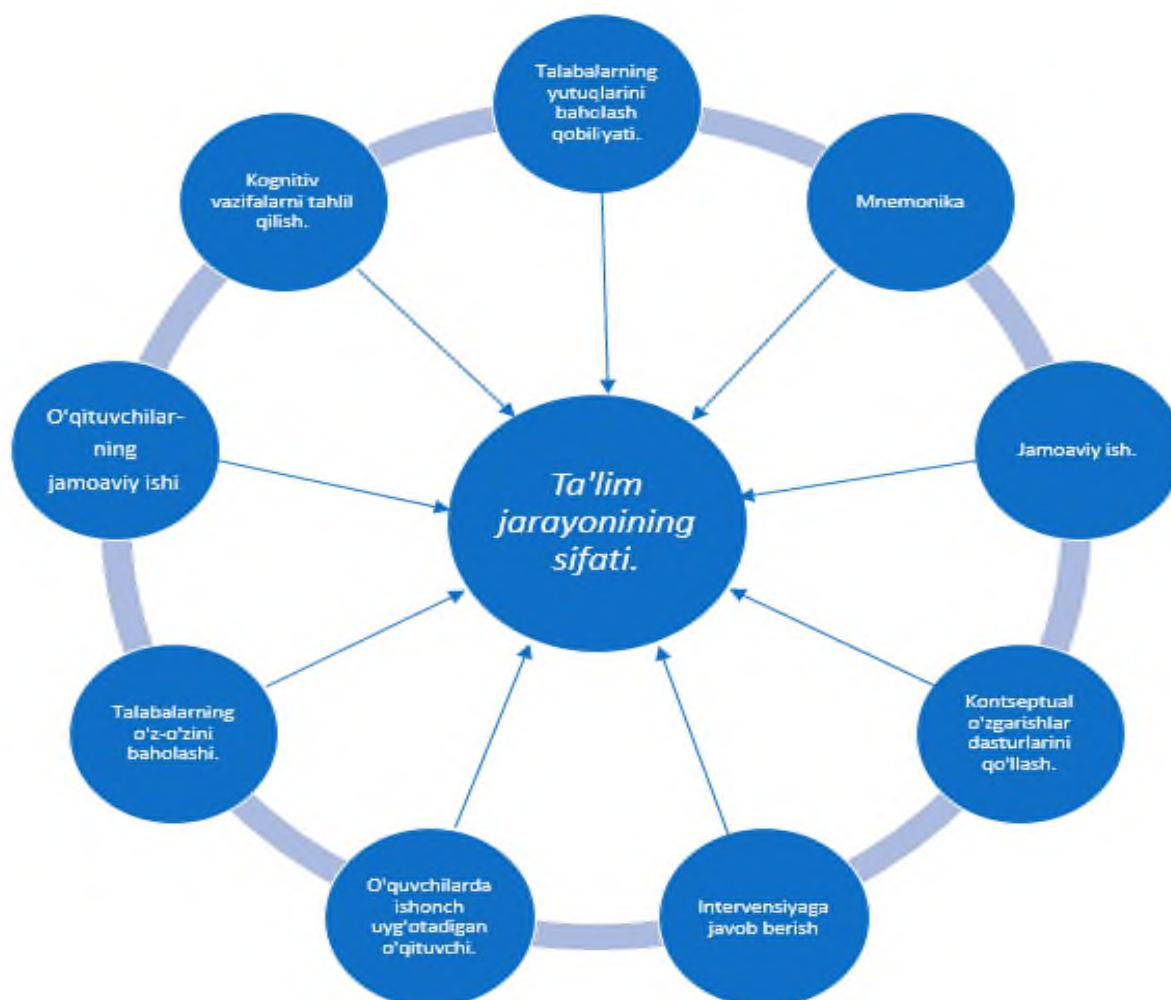 Talabalarning
yutuqlarini
baholash
qobiliyati.
Mnemonika
Jamoaviy ish.
Kontseptual
o'zgarishlar
dasturlarini
qo'llash.
Intervensiyaga
javob berish
O'quvchilarda
ishonch
uyg'otadigan
o'qituvchi.
Talabalarning
o'z-o'zini
baholashi.
O'qituvchilar-
ning
jamoaviy ishi
Kognitiv
vazifalarni tahlil
qilish.
Ta'lim
jarayonining
sifati.